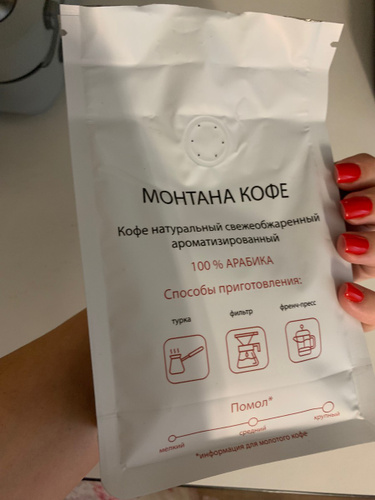 МОНТАНА КОФЕ
Кофе натуральный свежеобжаренный
ароматизированный
100 % АРАБИКА
Способы приготовления:
турка фильтр френч-пресс
Помол*
мелкий средний крупный
*информация для молотого кофе